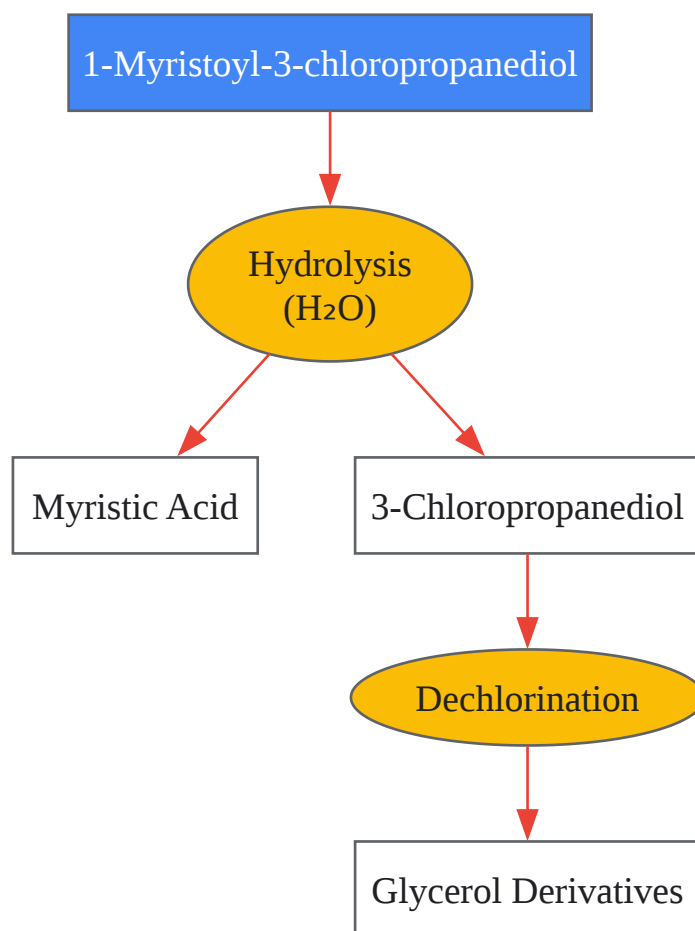 1-Myristoyl-3-chloropropanediol
Hydrolysis
(H₂O)
Myristic Acid
3-Chloropropanediol
Dechlorination
Glycerol Derivatives